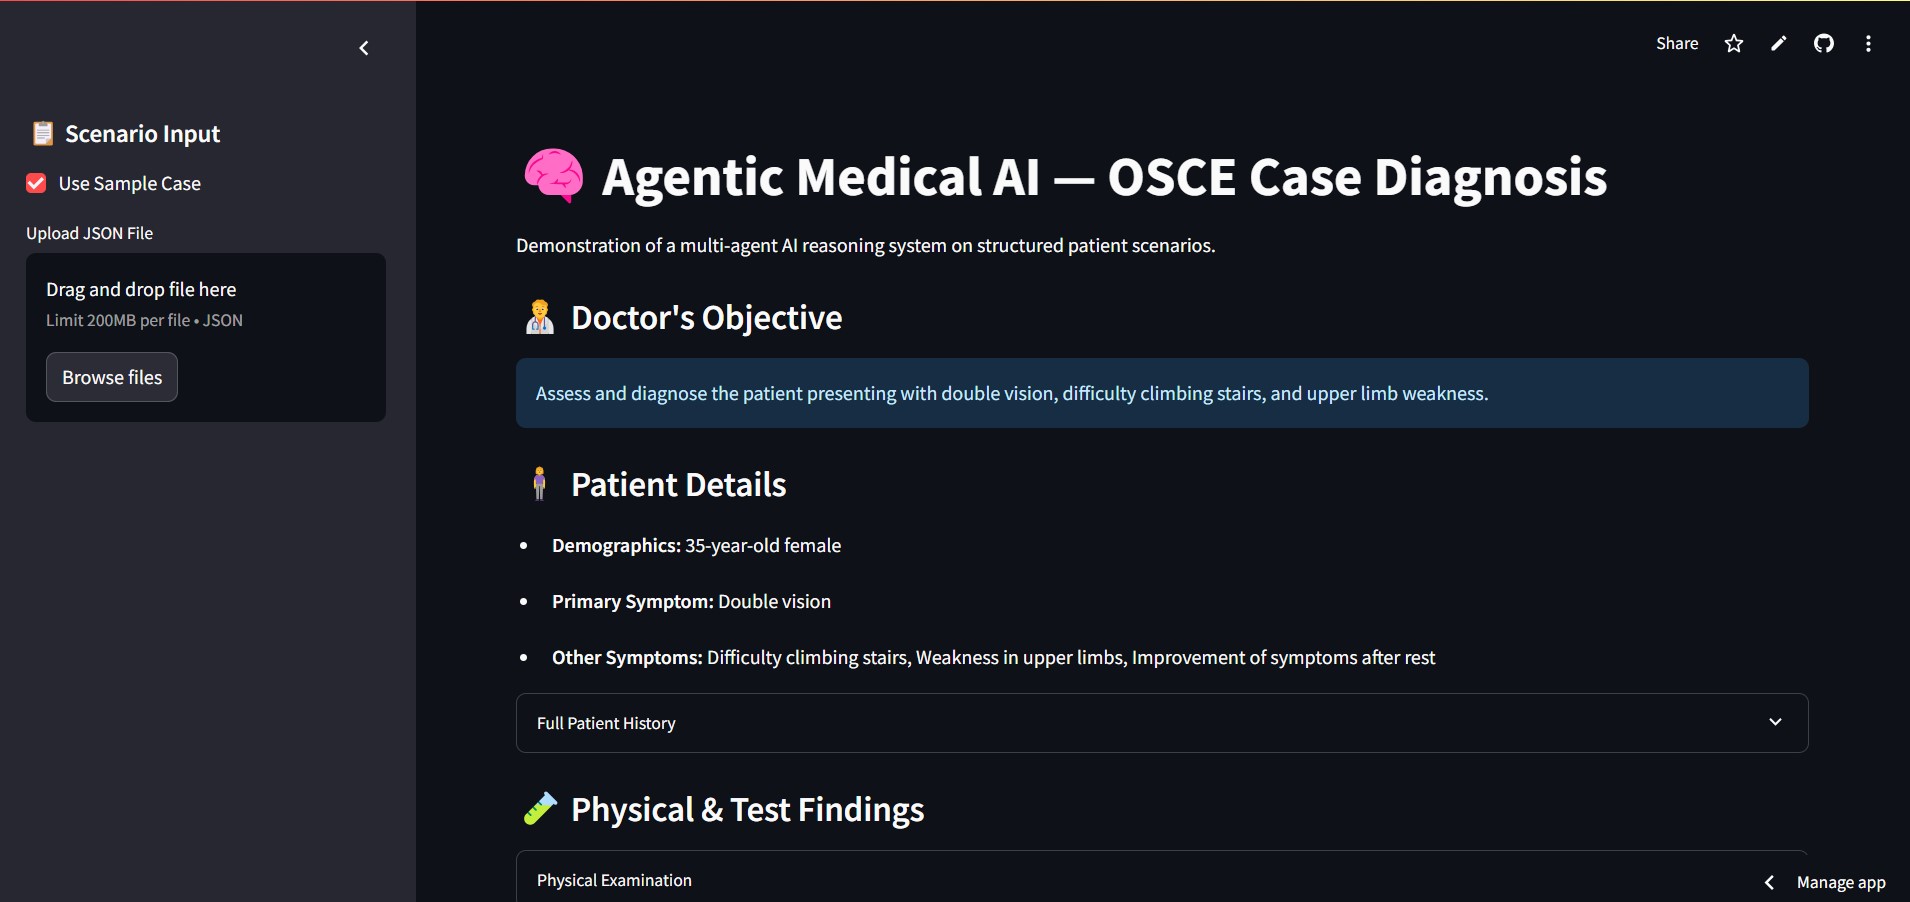 Share
Scenario Input
Use Sample Case
Upload JSON File
Drag and drop file here
Limit 200MB per file • JSON
Browse files
Agentic Medical AI — OSCE Case Diagnosis
Demonstration of a multi-agent AI reasoning system on structured patient scenarios.
Doctor's Objective
Assess and diagnose the patient presenting with double vision, difficulty climbing stairs, and upper limb weakness.
Patient Details
• Demographics: 35-year-old female
• Primary Symptom: Double vision
• Other Symptoms: Difficulty climbing stairs, Weakness in upper limbs, Improvement of symptoms after rest
Full Patient History
Physical & Test Findings
Physical Examination
Manage app